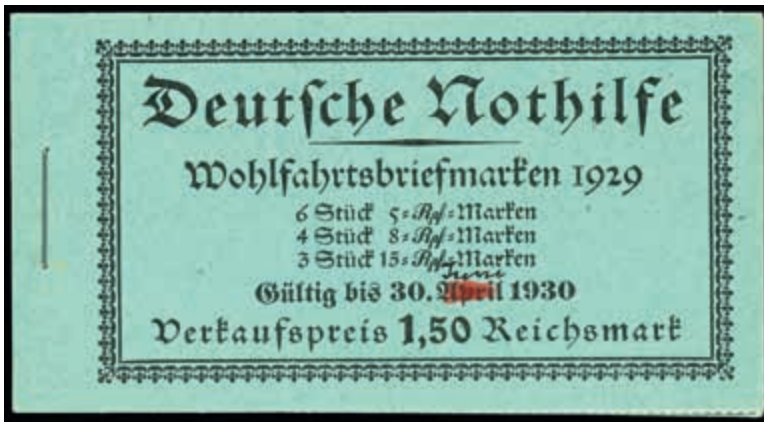 Deutsche Nothilfe
Wohlfahrtsbriefmarken 1929
6 Stück 5=Rpf=Marken
4 Stück 8=Rpf=Marken
3 Stück 15=Rpf=Marken
Juni
Gültig bis 30. April 1930
Verkaufspreis 1,50 Reichsmark